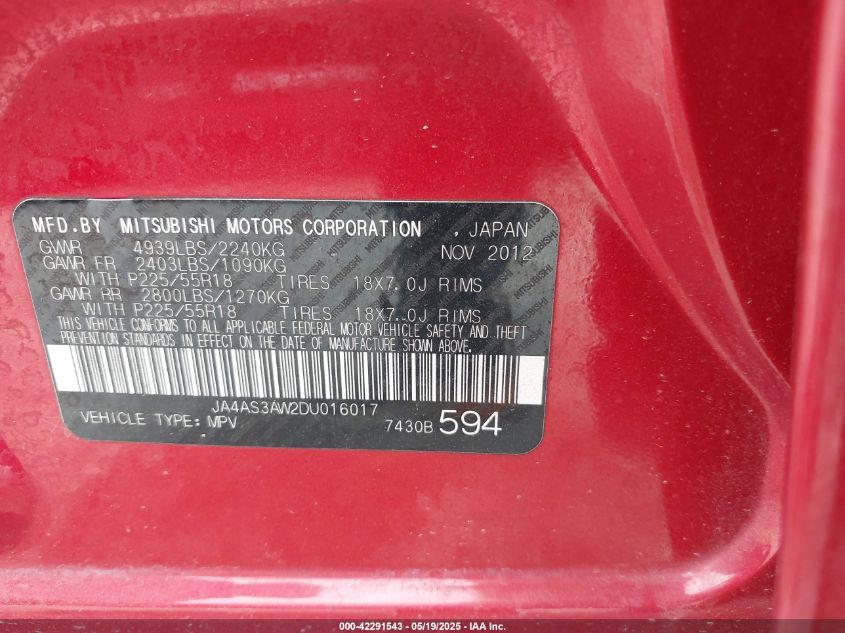 MFD.BY MITSUBISHI MOTORS CORPORATION , JAPAN
GVWR 4939LBS/2240KG NOV 2012
GAWR FR 2403LBS/1090KG
WITH P225/55R18 TIRES 18X7.0J RIMS
GAWR RR 2800LBS/1270KG
WITH P225/55R18 TIRES 18X7.0J RIMS
THIS VEHICLE CONFORMS TO ALL APPLICABLE FEDERAL MOTOR VEHICLE SAFETY AND THEFT
PREVENTION STANDARDS IN EFFECT ON THE DATE OF MANUFACTURE SHOWN ABOVE.
JA4AS3AW2DU016017
VEHICLE TYPE: MPV 7430B 594
000-42291543 - 05/19/2025 - IAA Inc.